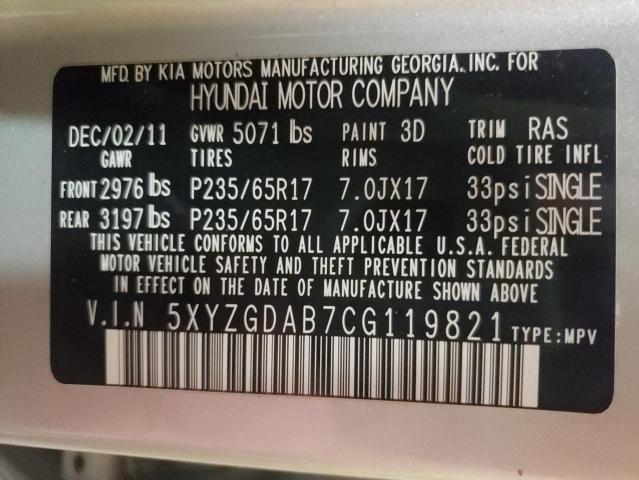 MFD. BY KIA MOTORS MANUFACTURING GEORGIA., INC. FOR
HYUNDAI MOTOR COMPANY
DEC/02/11 GVWR 5071 lbs PAINT 3D TRIM RAS
GAWR TIRES RIMS COLD TIRE INFL
FRONT 2976 lbs P235/65R17 7.0JX17 33psi SINGLE
REAR 3197 lbs P235/65R17 7.0JX17 33psi SINGLE
THIS VEHICLE CONFORMS TO ALL APPLICABLE U.S.A. FEDERAL
MOTOR VEHICLE SAFETY AND THEFT PREVENTION STANDARDS
IN EFFECT ON THE DATE OF MANUFACTURE SHOWN ABOVE
V.I.N 5XYZGDAB7CG119821 TYPE:MPV